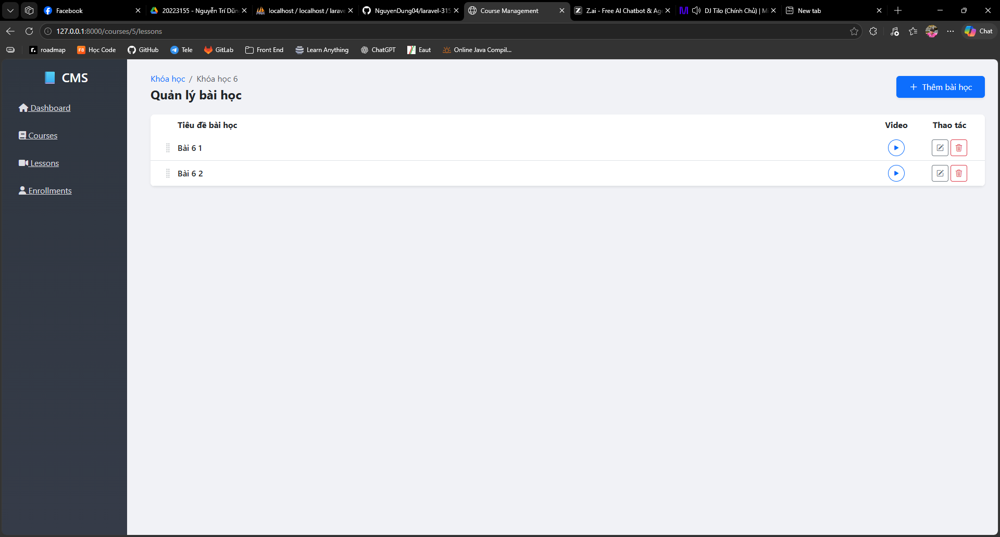 Facebook
20223155 - Nguyễn Trí Dũn
localhost / localhost / larave
NguyenDung04/laravel-315
Course Management
Z.ai - Free AI Chatbot & Ag
DJ Tilo (Chính Chủ) | M
New tab
127.0.0.1:8000/courses/5/lessons
Chat
roadmap
F8 Học Code
GitHub
Tele
GitLab
Front End
Learn Anything
ChatGPT
Eaut
Online Java Compil...
CMS
Dashboard
Courses
Lessons
Enrollments
Khóa học / Khóa học 6
Quản lý bài học
+ Thêm bài học
Tiêu đề bài học Video Thao tác
Bài 6 1
Bài 6 2